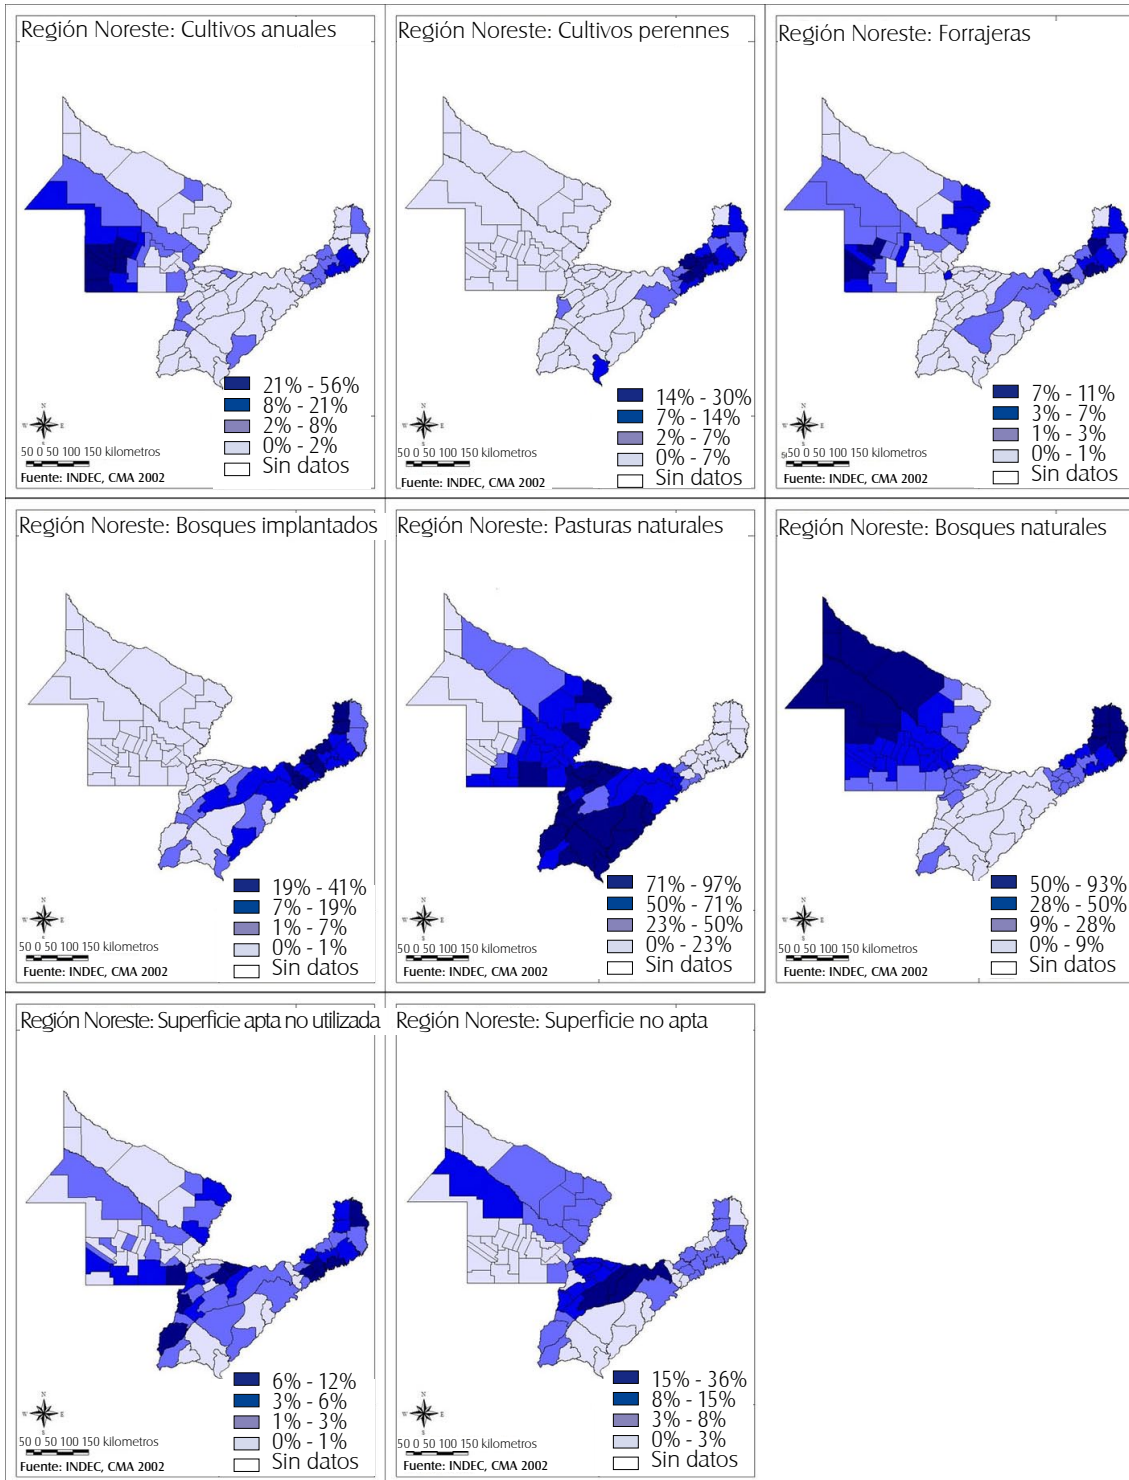 Región Noreste: Cultivos anuales
21% - 56%
8% - 21%
2% - 8%
0% - 2%
Sin datos
N
W E
S
50 0 50 100 150 kilometros
Fuente: INDEC, CMA 2002
Región Noreste: Cultivos perennes
14% - 30%
7% - 14%
2% - 7%
0% - 7%
Sin datos
N
W E
S
50 0 50 100 150 kilometros
Fuente: INDEC, CMA 2002
Región Noreste: Forrajeras
7% - 11%
3% - 7%
1% - 3%
0% - 1%
Sin datos
N
W E
S
50 0 50 100 150 kilometros
Fuente: INDEC, CMA 2002
Región Noreste: Bosques implantados
19% - 41%
7% - 19%
1% - 7%
0% - 1%
Sin datos
N
W E
S
50 0 50 100 150 kilometros
Fuente: INDEC, CMA 2002
Región Noreste: Pasturas naturales
71% - 97%
50% - 71%
23% - 50%
0% - 23%
Sin datos
N
W E
S
50 0 50 100 150 kilometros
Fuente: INDEC, CMA 2002
Región Noreste: Bosques naturales
50% - 93%
28% - 50%
9% - 28%
0% - 9%
Sin datos
N
W E
S
50 0 50 100 150 kilometros
Fuente: INDEC, CMA 2002
Región Noreste: Superficie apta no utilizada
6% - 12%
3% - 6%
1% - 3%
0% - 1%
Sin datos
N
W E
S
50 0 50 100 150 kilometros
Fuente: INDEC, CMA 2002
Región Noreste: Superficie no apta
15% - 36%
8% - 15%
3% - 8%
0% - 3%
Sin datos
N
W E
S
50 0 50 100 150 kilometros
Fuente: INDEC, CMA 2002